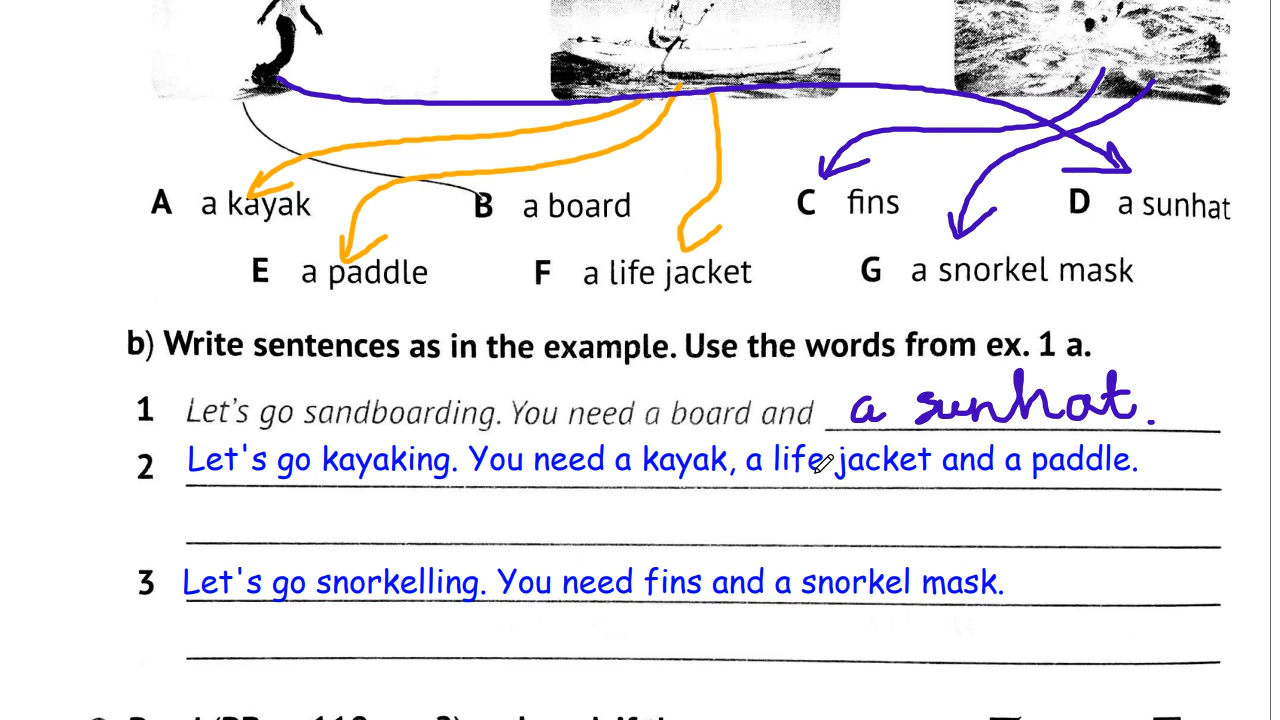 A a kayak B a board C fins D a sunhat
E a paddle F a life jacket G a snorkel mask
b) Write sentences as in the example. Use the words from ex. 1 a.
1 Let's go sandboarding. You need a board and a sunhat.
2 Let's go kayaking. You need a kayak, a life jacket and a paddle.
3 Let's go snorkelling. You need fins and a snorkel mask.